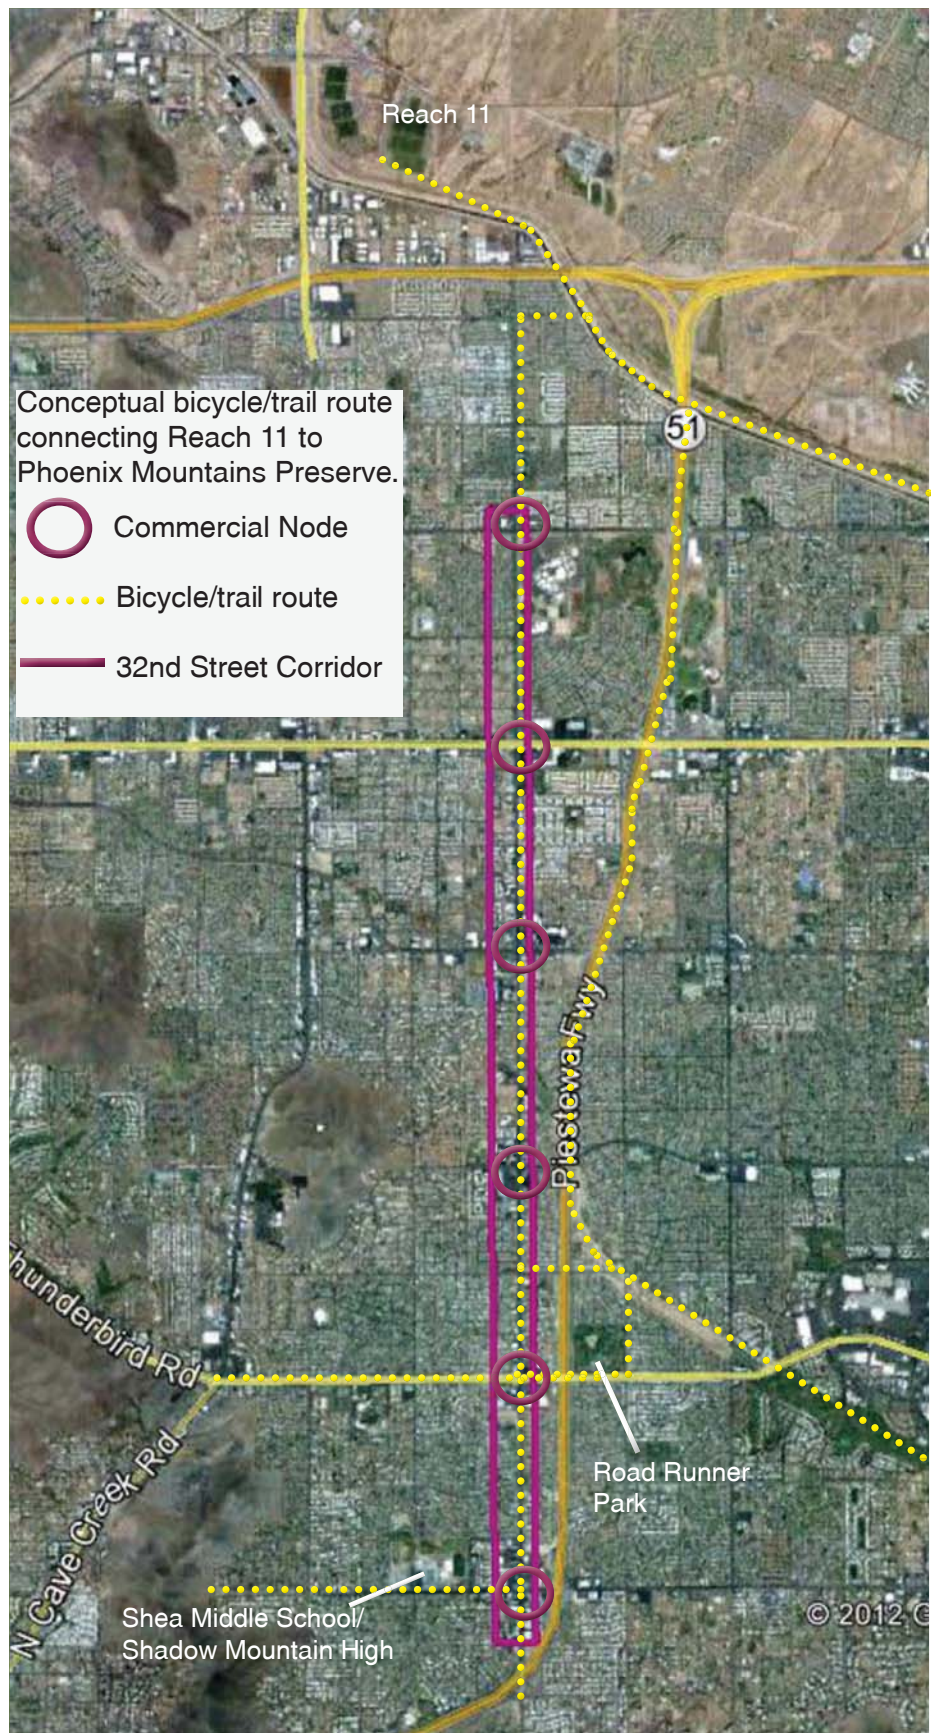 Reach 11
Conceptual bicycle/trail route
connecting Reach 11 to
Phoenix Mountains Preserve.
51
Commercial Node
Bicycle/trail route
32nd Street Corridor
Piestewa Fwy
Thunderbird Rd
N Cave Creek Rd
Road Runner
Park
Shea Middle School/
Shadow Mountain High
© 2012 G